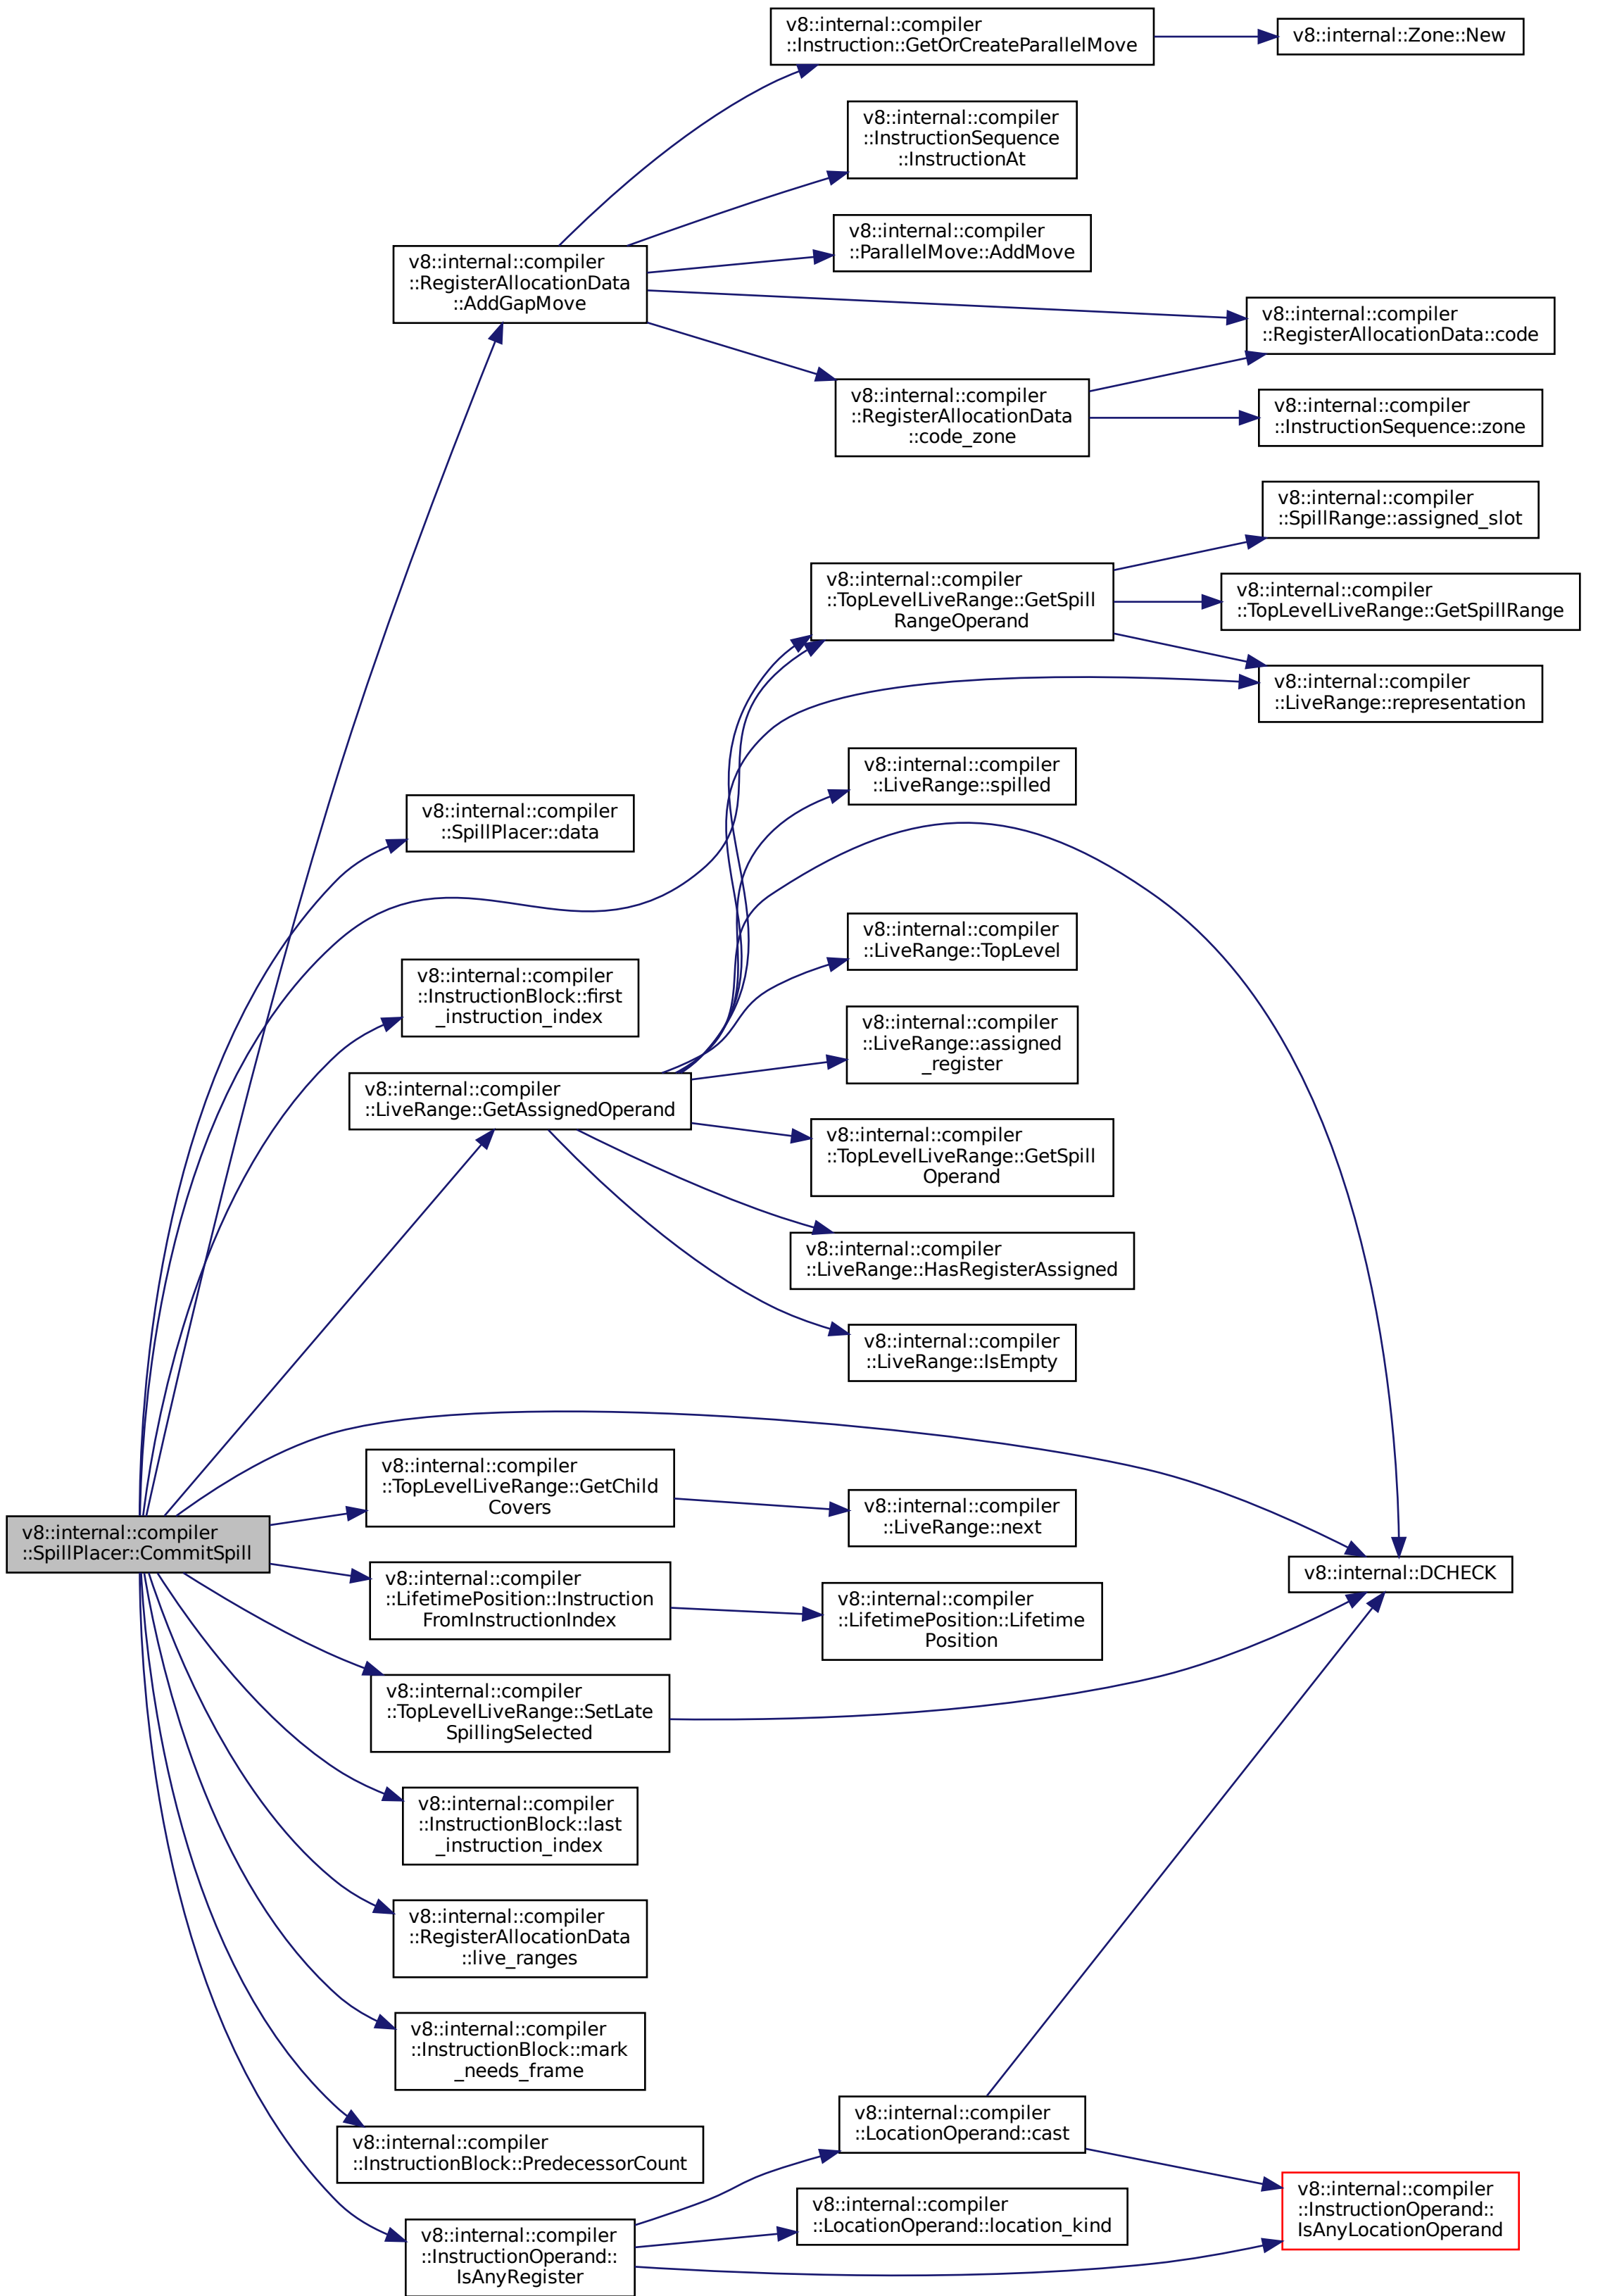 v8::internal::compiler
::Instruction::GetOrCreateParallelMove
v8::internal::Zone::New
v8::internal::compiler
::InstructionSequence
::InstructionAt
v8::internal::compiler
::ParallelMove::AddMove
v8::internal::compiler
::RegisterAllocationData
::AddGapMove
v8::internal::compiler
::RegisterAllocationData::code
v8::internal::compiler
::RegisterAllocationData
::code_zone
v8::internal::compiler
::InstructionSequence::zone
v8::internal::compiler
::SpillRange::assigned_slot
v8::internal::compiler
::TopLevelLiveRange::GetSpill
RangeOperand
v8::internal::compiler
::TopLevelLiveRange::GetSpillRange
v8::internal::compiler
::LiveRange::representation
v8::internal::compiler
::LiveRange::spilled
v8::internal::compiler
::SpillPlacer::data
v8::internal::compiler
::LiveRange::TopLevel
v8::internal::compiler
::InstructionBlock::first
_instruction_index
v8::internal::compiler
::LiveRange::assigned
_register
v8::internal::compiler
::LiveRange::GetAssignedOperand
v8::internal::compiler
::TopLevelLiveRange::GetSpill
Operand
v8::internal::compiler
::LiveRange::HasRegisterAssigned
v8::internal::compiler
::LiveRange::IsEmpty
v8::internal::compiler
::TopLevelLiveRange::GetChild
Covers
v8::internal::compiler
::LiveRange::next
v8::internal::compiler
::SpillPlacer::CommitSpill
v8::internal::DCHECK
v8::internal::compiler
::LifetimePosition::Instruction
FromInstructionIndex
v8::internal::compiler
::LifetimePosition::Lifetime
Position
v8::internal::compiler
::TopLevelLiveRange::SetLate
SpillingSelected
v8::internal::compiler
::InstructionBlock::last
_instruction_index
v8::internal::compiler
::RegisterAllocationData
::live_ranges
v8::internal::compiler
::InstructionBlock::mark
_needs_frame
v8::internal::compiler
::LocationOperand::cast
v8::internal::compiler
::InstructionBlock::PredecessorCount
v8::internal::compiler
::LocationOperand::location_kind
v8::internal::compiler
::InstructionOperand::
IsAnyLocationOperand
v8::internal::compiler
::InstructionOperand::
IsAnyRegister